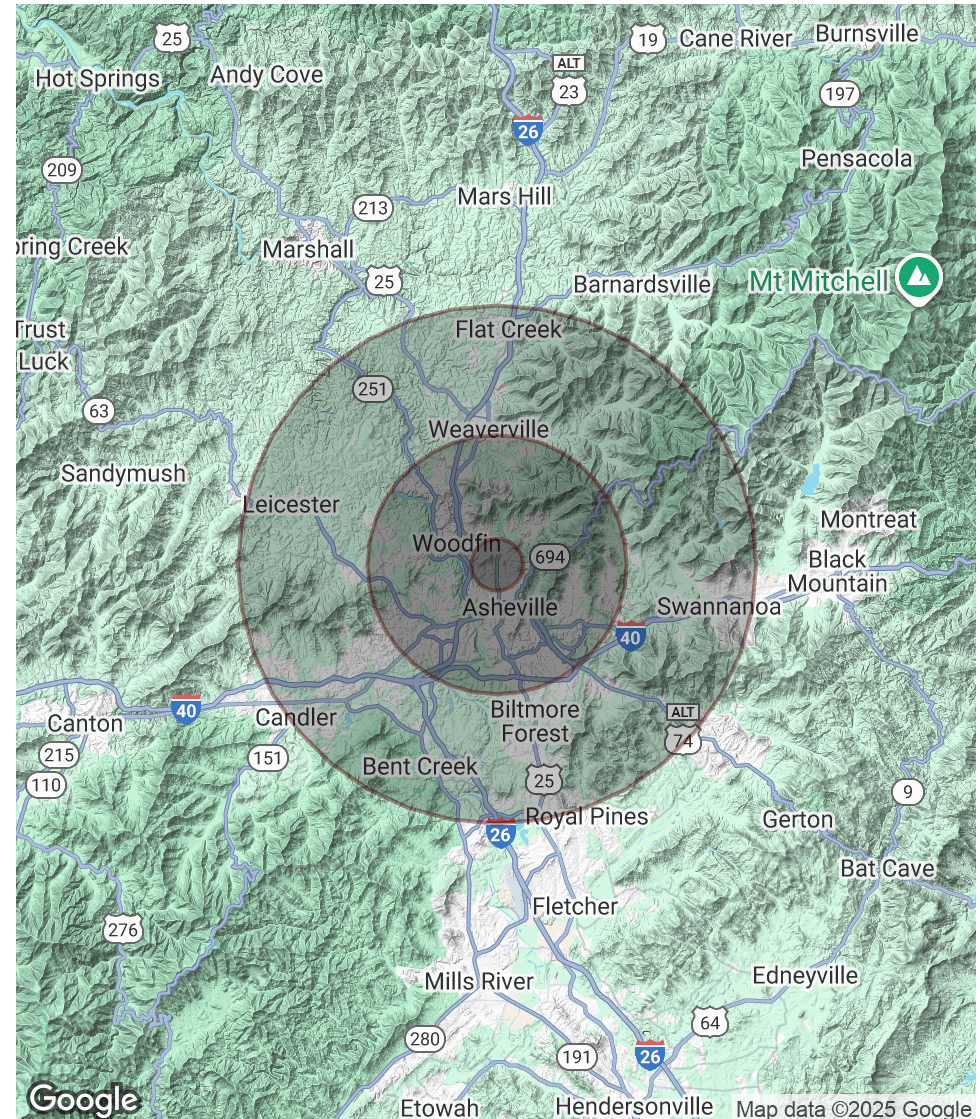 25
19
Cane River
Burnsville
Hot Springs
Andy Cove
ALT
23
197
26
209
Pensacola
213
Mars Hill
pring Creek
Marshall
25
Barnardsville
Mt Mitchell
Trust
Luck
Flat Creek
251
63
Weaverville
Sandymush
Leicester
Montreat
Woodfin
694
Black
Mountain
Asheville
Swannanoa
40
40
Canton
Candler
Biltmore
Forest
ALT
74
215
151
Bent Creek
110
25
9
26
Royal Pines
Gerton
Bat Cave
276
Fletcher
Mills River
Edneyville
64
280
191
26
Google
Etowah
Hendersonville
Map data ©2025 Google